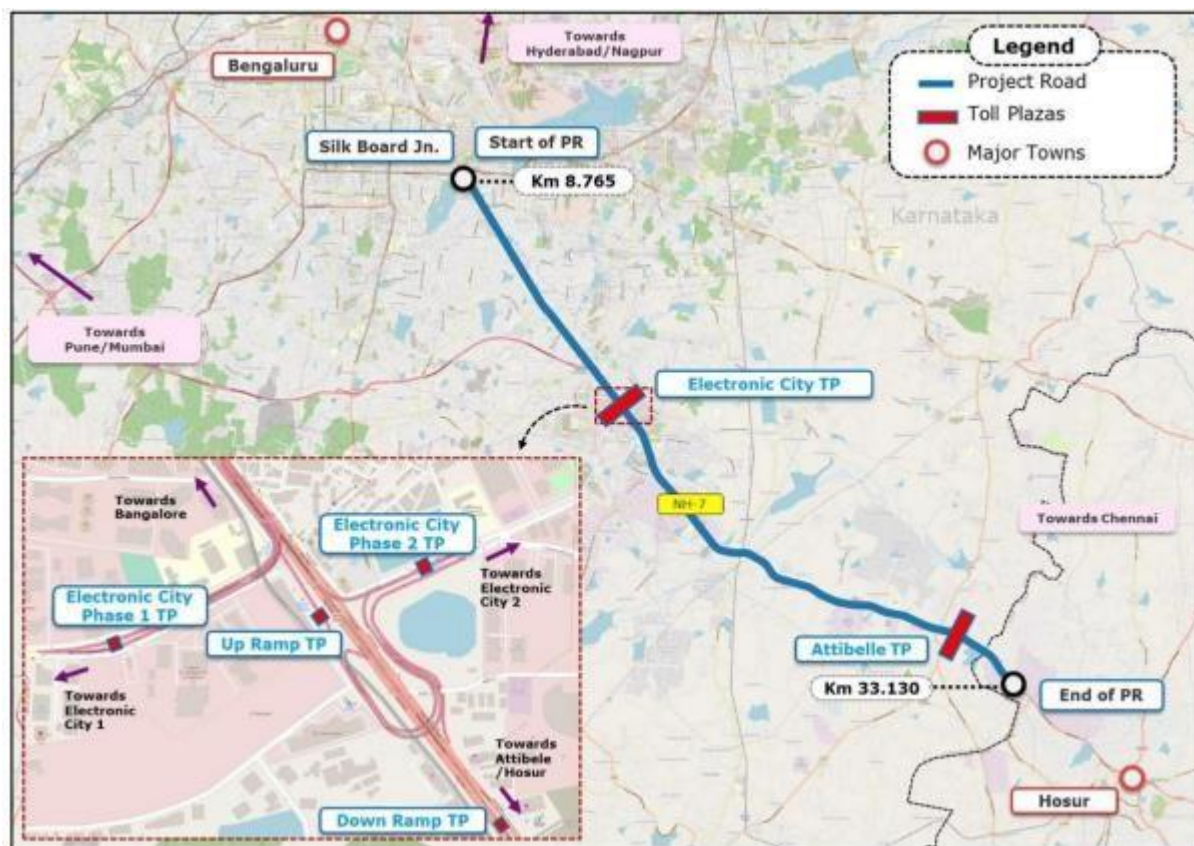 Towards
Hyderabad/Nagpur
Bengaluru
Legend
Project Road
Toll Plazas
Major Towns
Silk Board Jn.
Start of PR
Km 8.765
Karnataka
Towards
Pune/Mumbai
Electronic City TP
NH-7
Towards Chennai
Towards
Bangalore
Electronic City
Phase 2 TP
Towards
Electronic
City 2
Electronic City
Phase 1 TP
Up Ramp TP
Towards
Electronic
City 1
Towards
Attibele
/Hosur
Down Ramp TP
Attibelle TP
Km 33.130
End of PR
Hosur